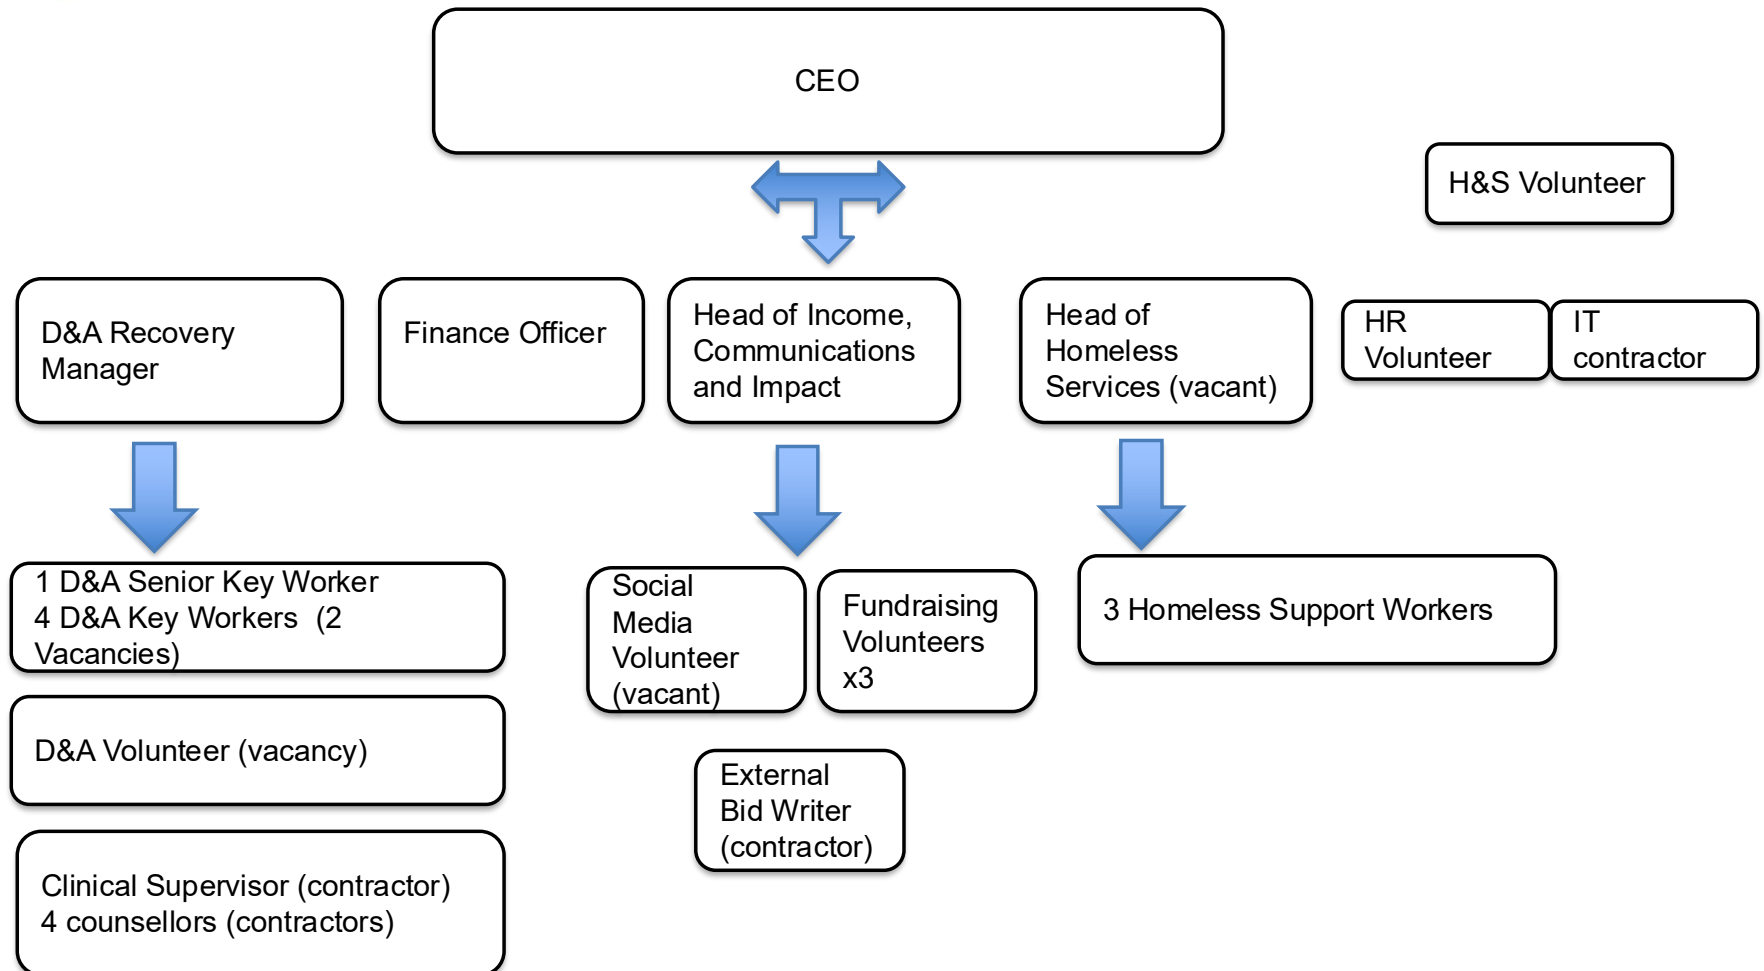 CEO
H&S Volunteer
D&A Recovery
Manager
Finance Officer
Head of Income,
Communications
and Impact
Head of
Homeless
Services (vacant)
HR
Volunteer
IT
contractor
1 D&A Senior Key Worker
4 D&A Key Workers  (2
Vacancies)
D&A Volunteer (vacancy)
Clinical Supervisor (contractor)
4 counsellors (contractors)
Social
Media
Volunteer
(vacant)
Fundraising
Volunteers
x3
External
Bid Writer
(contractor)
3 Homeless Support Workers